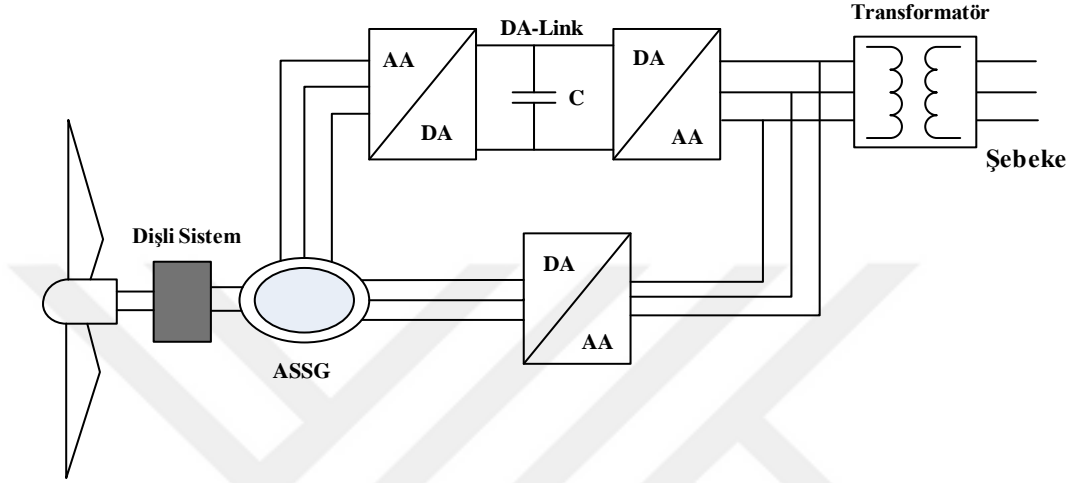 Transformatör
DA-Link
AA
DA
C
DA
AA
Şebeke
Dişli Sistem
DA
AA
ASSG